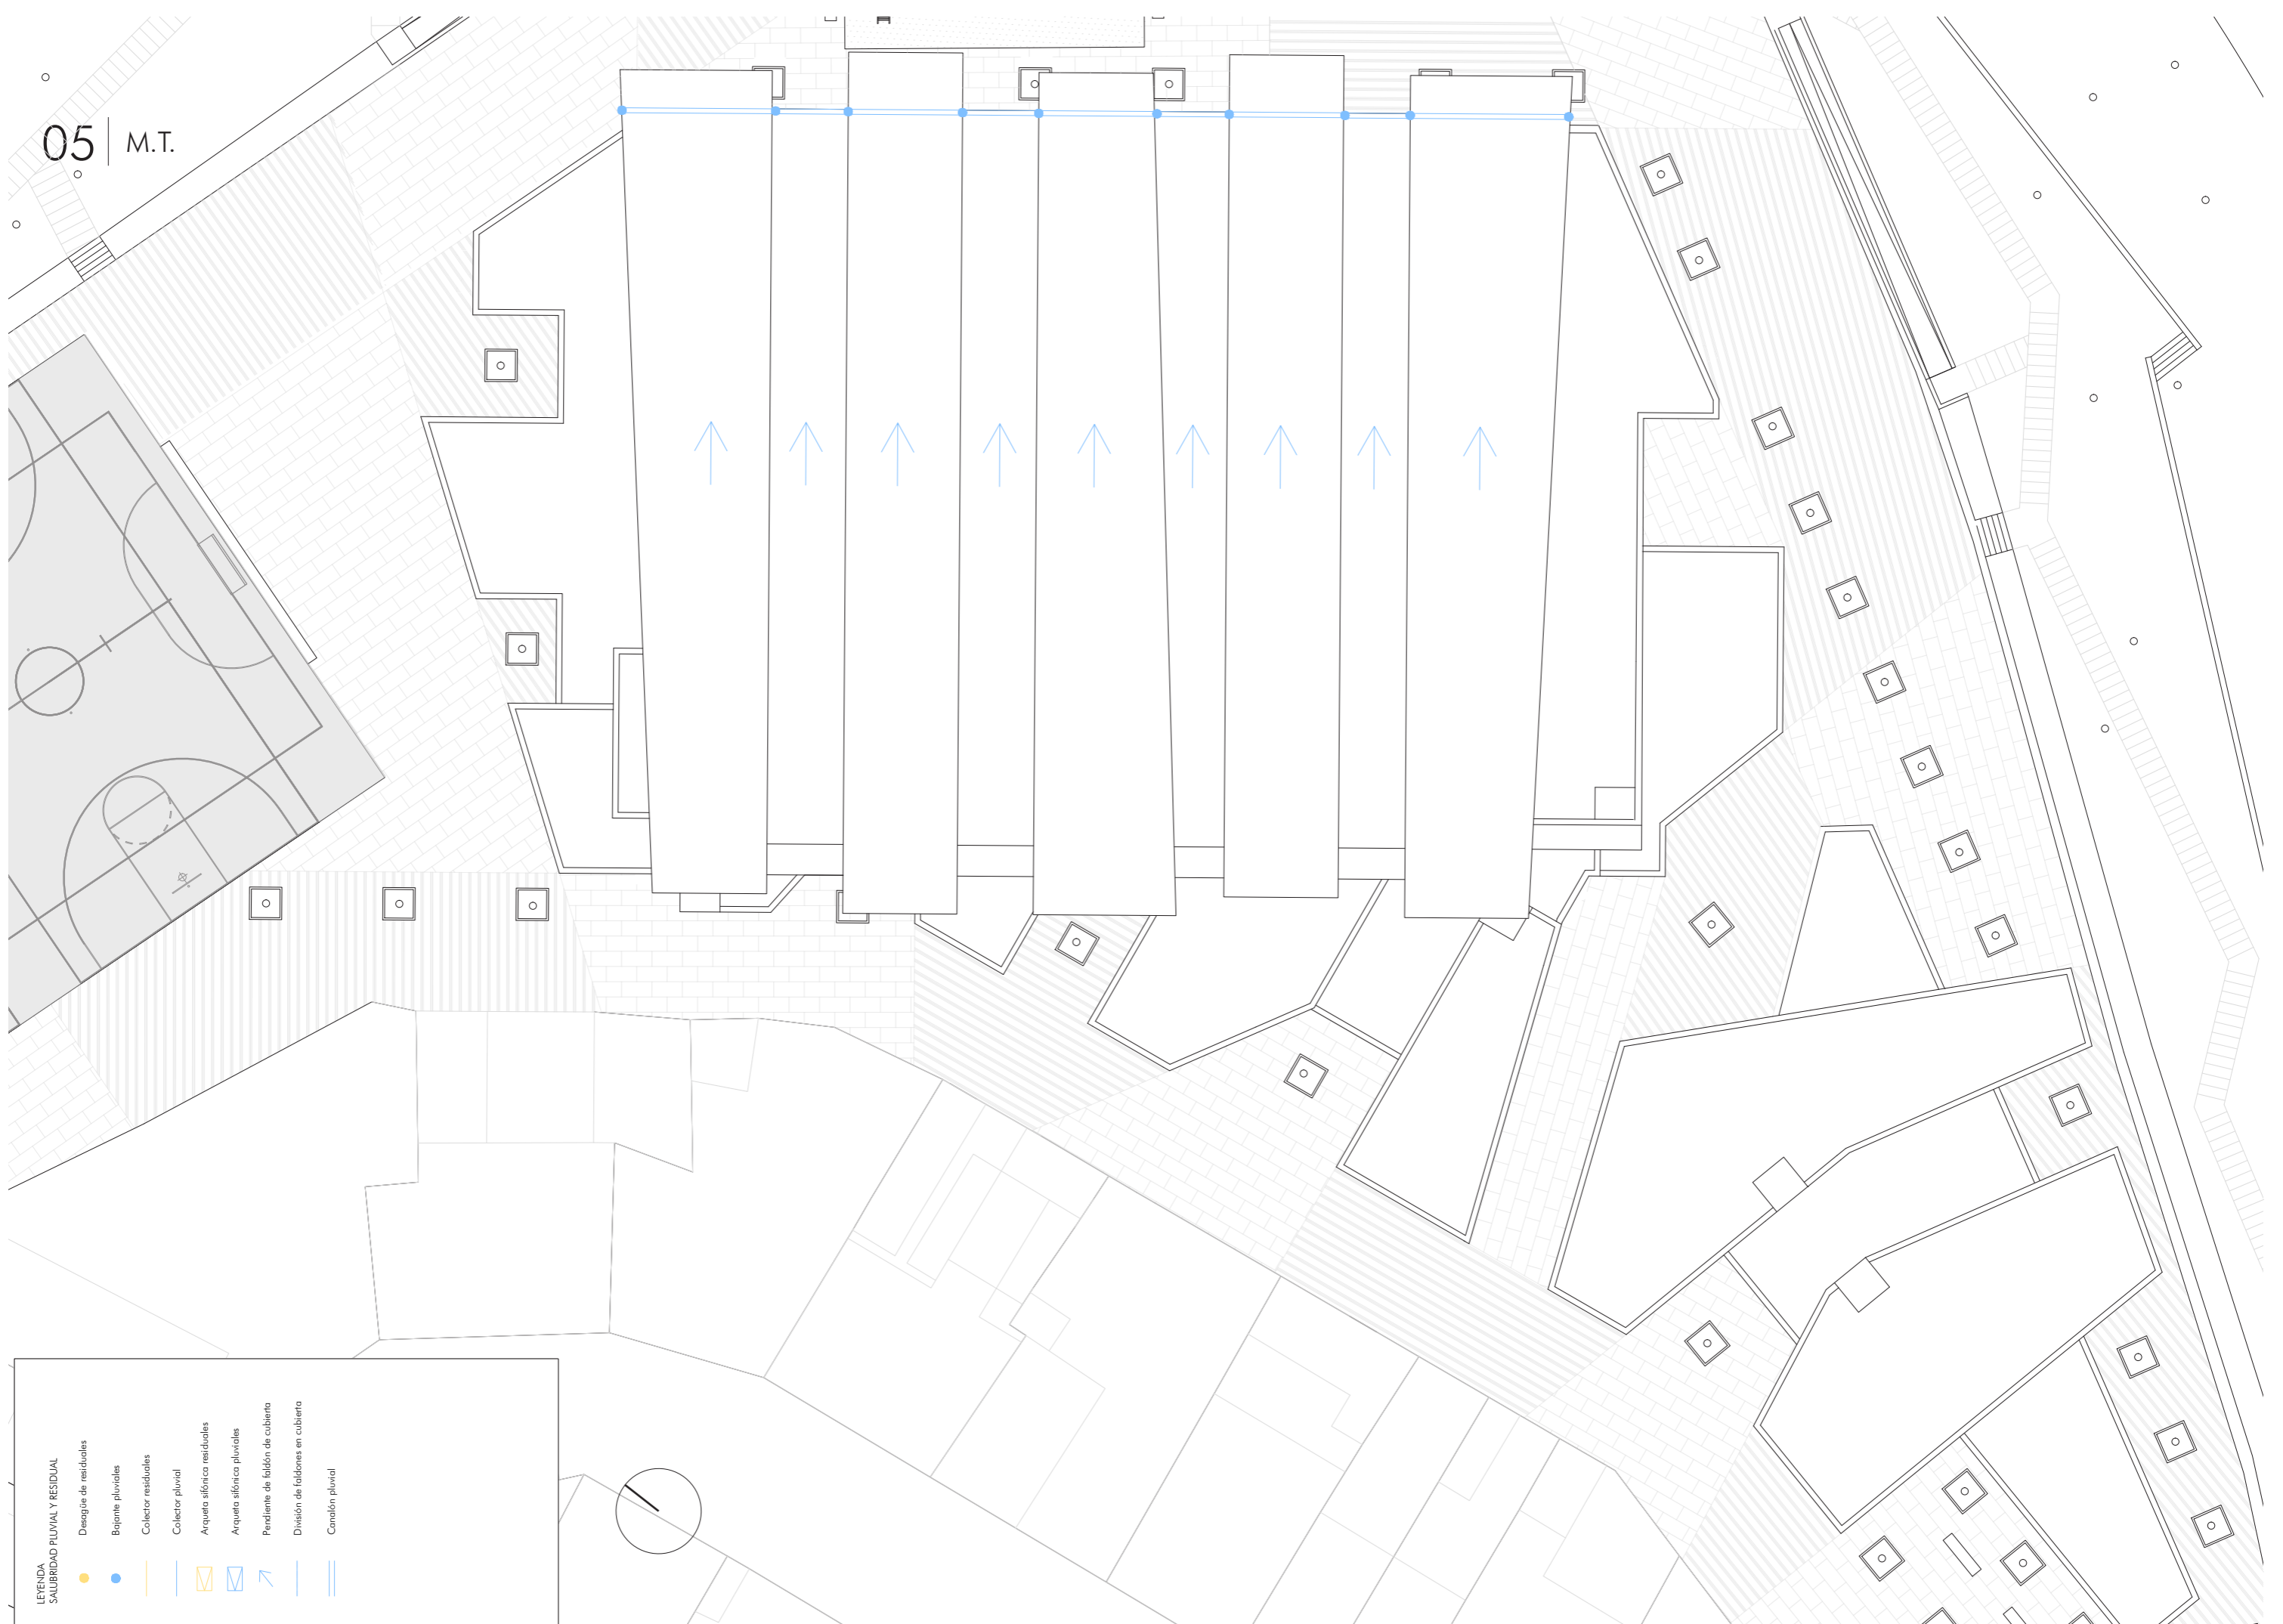 05 M.T.
LEYENDA
SALUBRIDAD PLUVIAL Y RESIDUAL
Desagüe de residuales
Bajante pluviales
Colector residuales
Colector pluvial
Arqueta sifónica residuales
Arqueta sifónica pluviales
Pendiente de faldón de cubierta
División de faldones en cubierta
Canalón pluvial